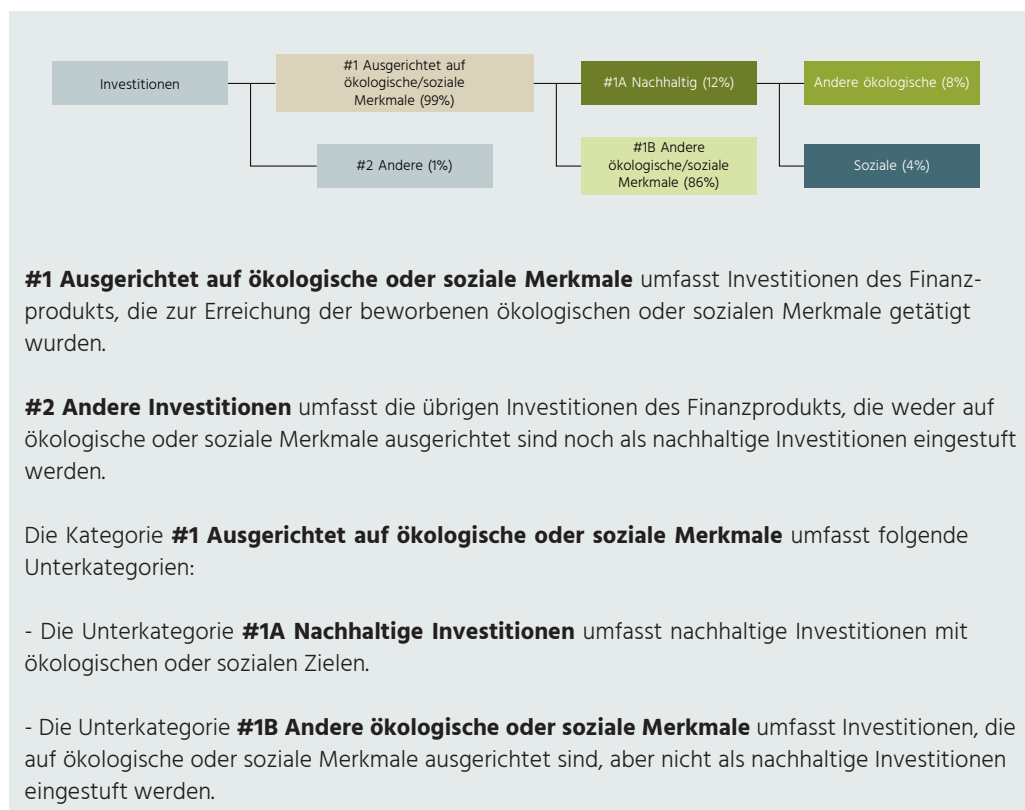 Investitionen
#1 Ausgerichtet auf
ökologische/soziale
Merkmale (99%)
#1A Nachhaltig (12%)
Andere ökologische (8%)
#2 Andere (1%)
#1B Andere
ökologische/soziale
Merkmale (86%)
Soziale (4%)
#1 Ausgerichtet auf ökologische oder soziale Merkmale umfasst Investitionen des Finanz-
produkts, die zur Erreichung der beworbenen ökologischen oder sozialen Merkmale getätigt
wurden.
#2 Andere Investitionen umfasst die übrigen Investitionen des Finanzprodukts, die weder auf
ökologische oder soziale Merkmale ausgerichtet sind noch als nachhaltige Investitionen eingestuft
werden.
Die Kategorie #1 Ausgerichtet auf ökologische oder soziale Merkmale umfasst folgende
Unterkategorien:
- Die Unterkategorie #1A Nachhaltige Investitionen umfasst nachhaltige Investitionen mit
ökologischen oder sozialen Zielen.
- Die Unterkategorie #1B Andere ökologische oder soziale Merkmale umfasst Investitionen, die
auf ökologische oder soziale Merkmale ausgerichtet sind, aber nicht als nachhaltige Investitionen
eingestuft werden.